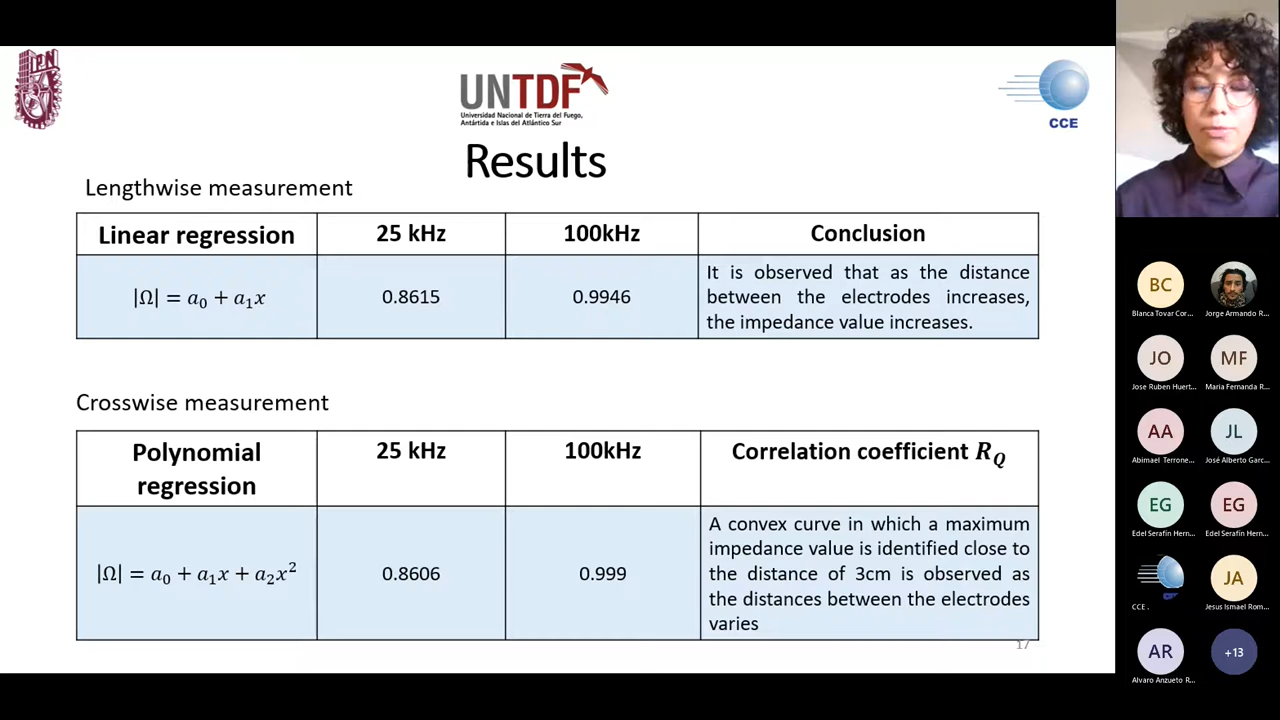 IPN
UNTDF
Universidad Nacional de Tierra del Fuego,
Antártida e Islas del Atlántico Sur
CCE
Results
Lengthwise measurement
Linear regression
25 kHz
100kHz
Conclusion
|Ω| = a₀ + a₁x
0.8615
0.9946
It is observed that as the distance
between the electrodes increases,
the impedance value increases.
Crosswise measurement
Polynomial
regression
25 kHz
100kHz
Correlation coefficient R_Q
|Ω| = a₀ + a₁x + a₂x²
0.8606
0.999
A convex curve in which a maximum
impedance value is identified close to
the distance of 3cm is observed as
the distances between the electrodes
varies
17
BC
Blanca Tovar Cor...
Jorge Armando R...
JO
Jose Ruben Huert...
MF
Maria Fernanda R...
AA
Abimael Terrone...
JL
José Alberto Garc...
EG
Edel Serafín Hern...
EG
Edel Serafín Hern...
CCE .
JA
Jesus Ismael Rom...
AR
Alvaro Anzueto R...
+13